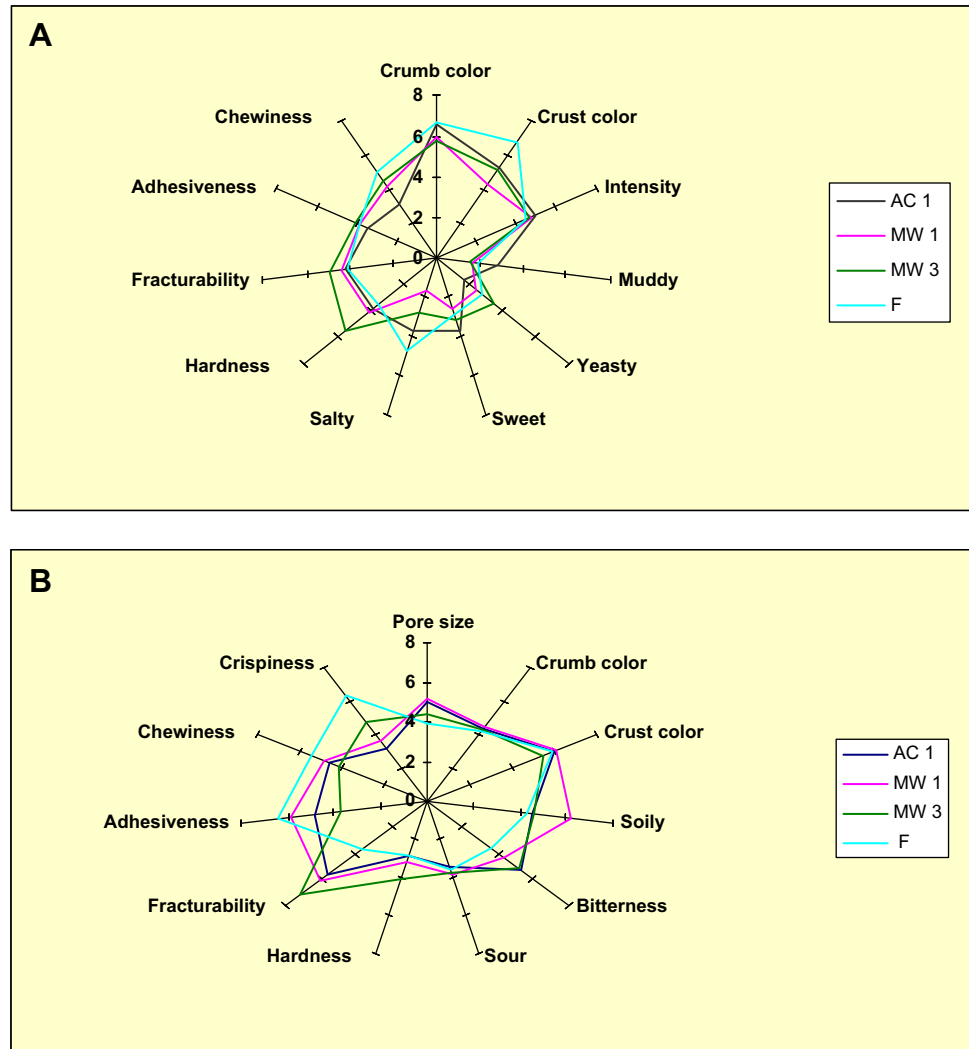 A
Crumb color
8
Chewiness
Crust color
6
Adhesiveness
Intensity
4
2
AC 1
MW 1
MW 3
F
0
Fracturability
Muddy
Hardness
Yeasty
Salty
Sweet
B
Pore size
8
Crispiness
Crumb color
6
Chewiness
Crust color
4
2
AC 1
MW 1
MW 3
F
0
Adhesiveness
Soily
Fracturability
Bitterness
Hardness
Sour